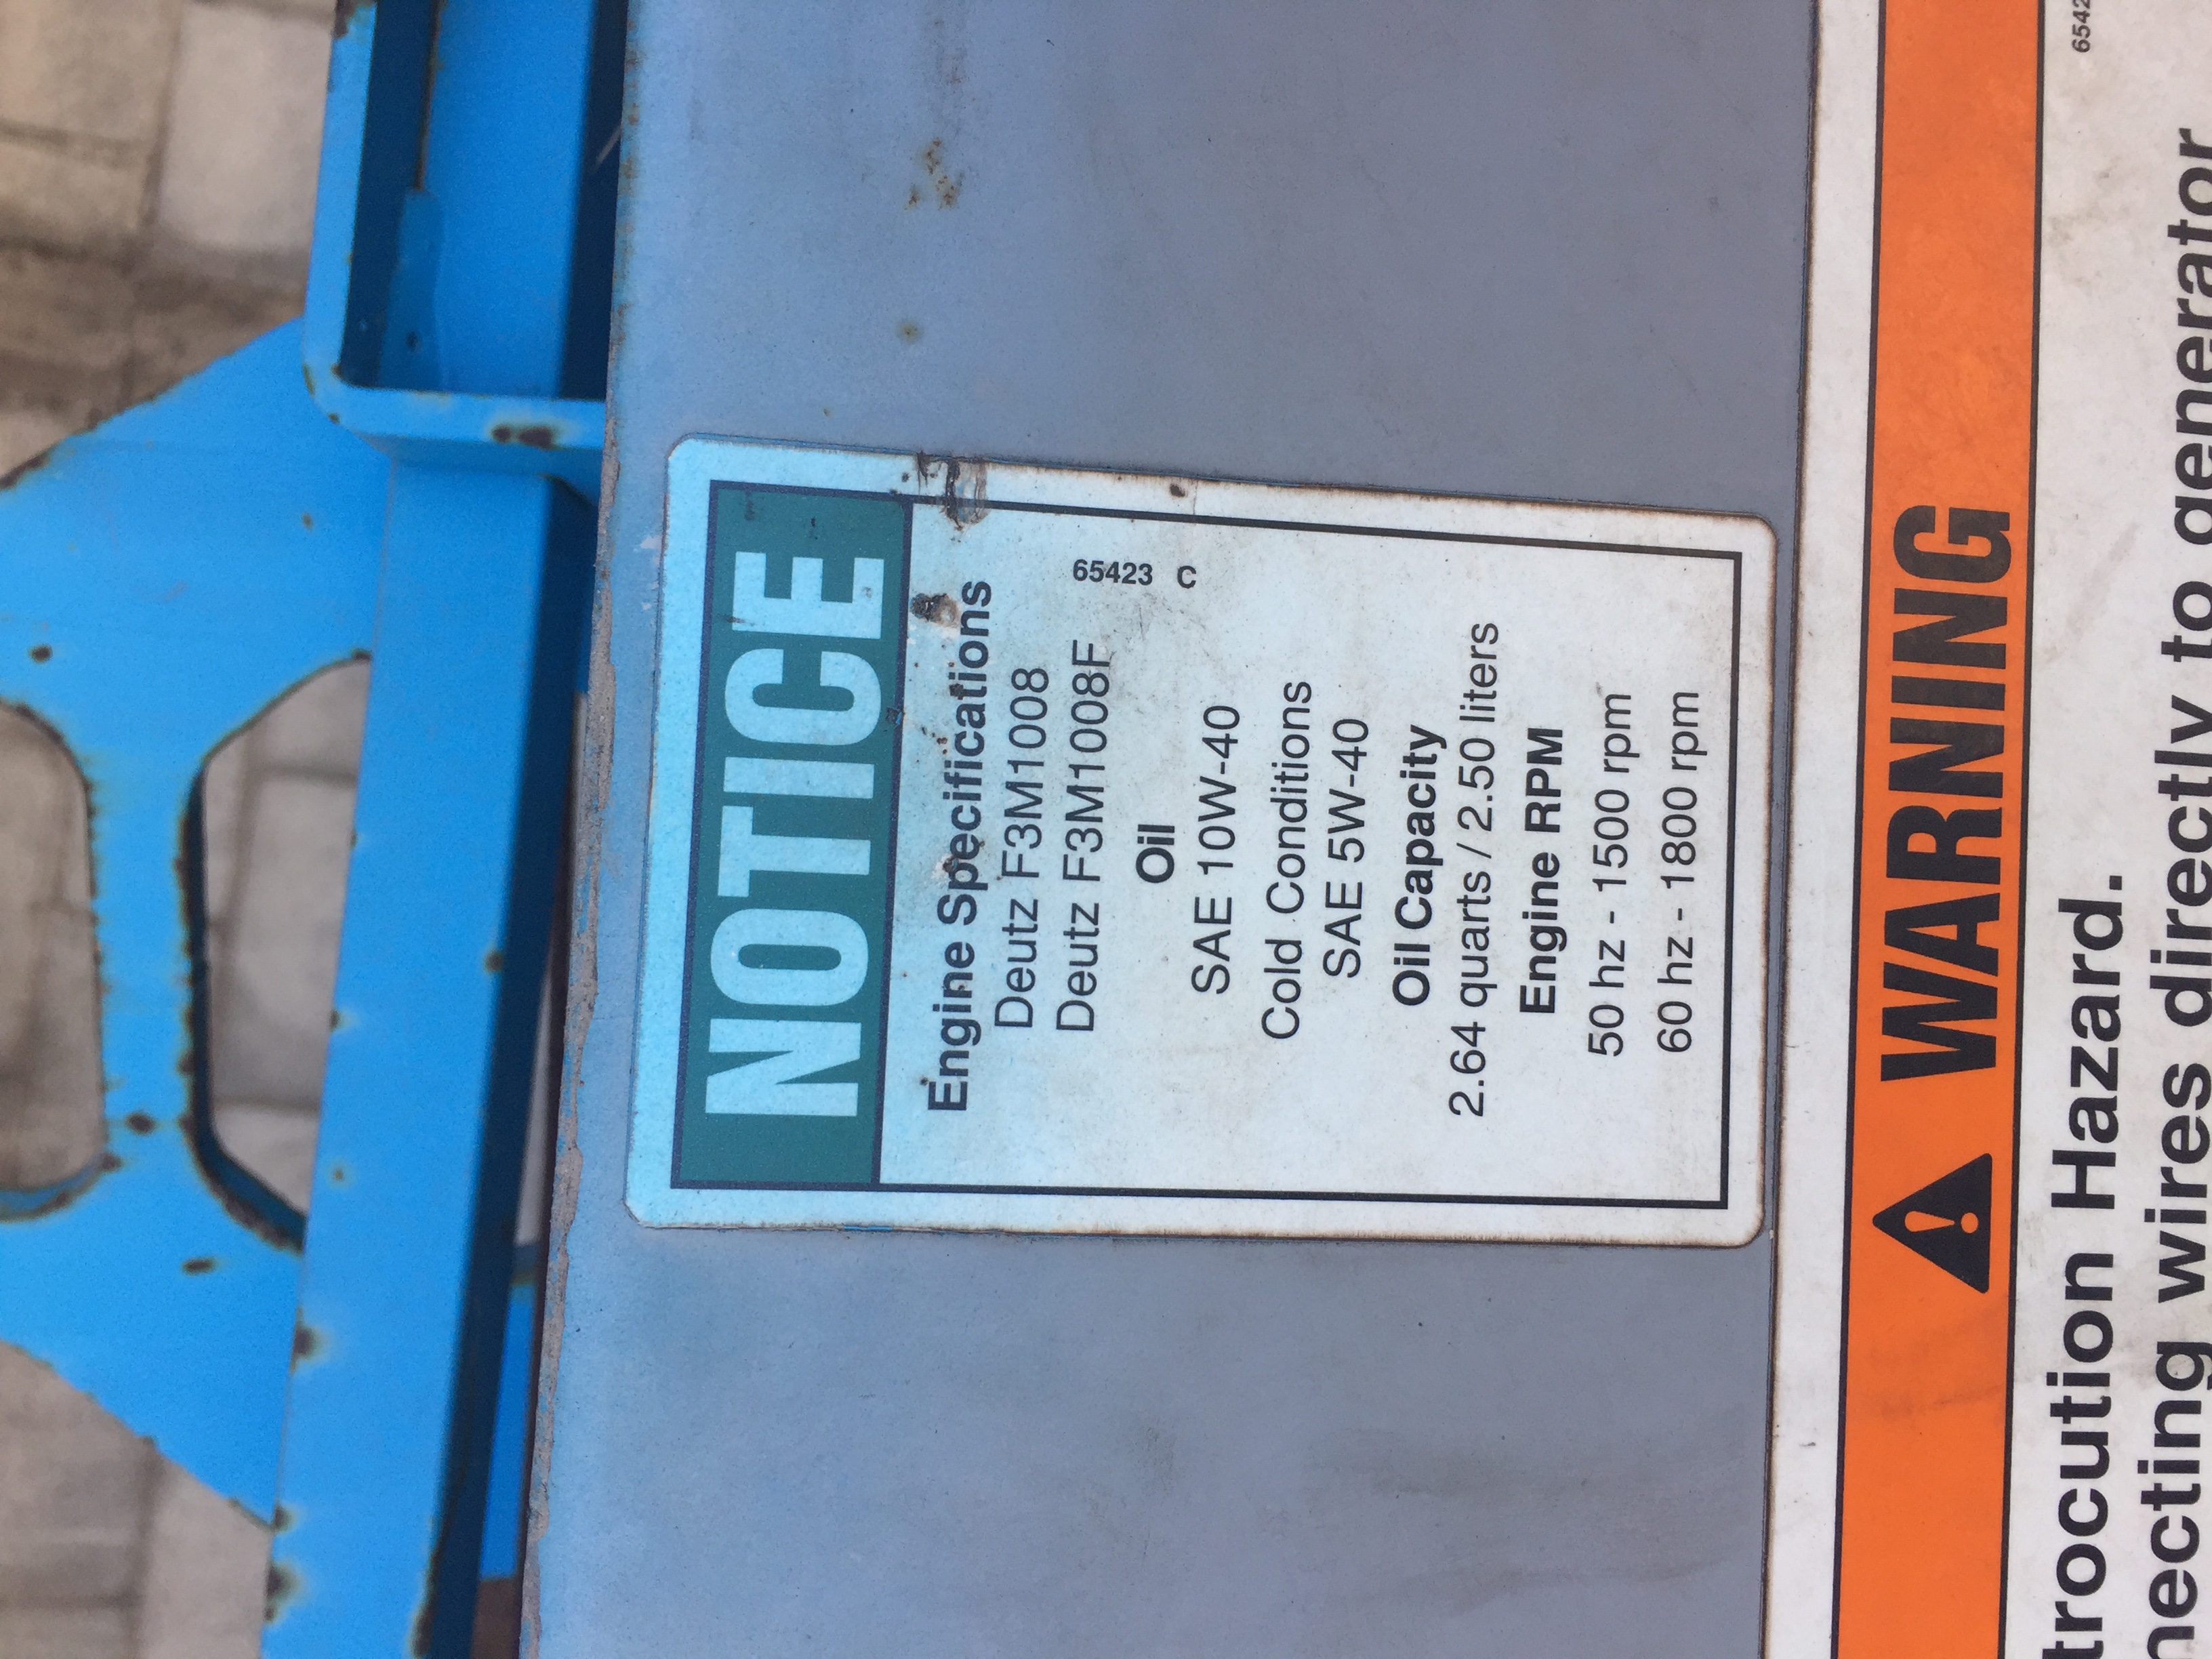 NOTICE
Engine Specifications
Deutz F3M1008
Deutz F3M1008F
65423 C
Oil
SAE 10W-40
Cold Conditions
SAE 5W-40
Oil Capacity
2.64 quarts / 2.50 liters
Engine RPM
50 hz - 1500 rpm
60 hz - 1800 rpm
WARNING
trocution Hazard.
6542
necting wires directly to generator